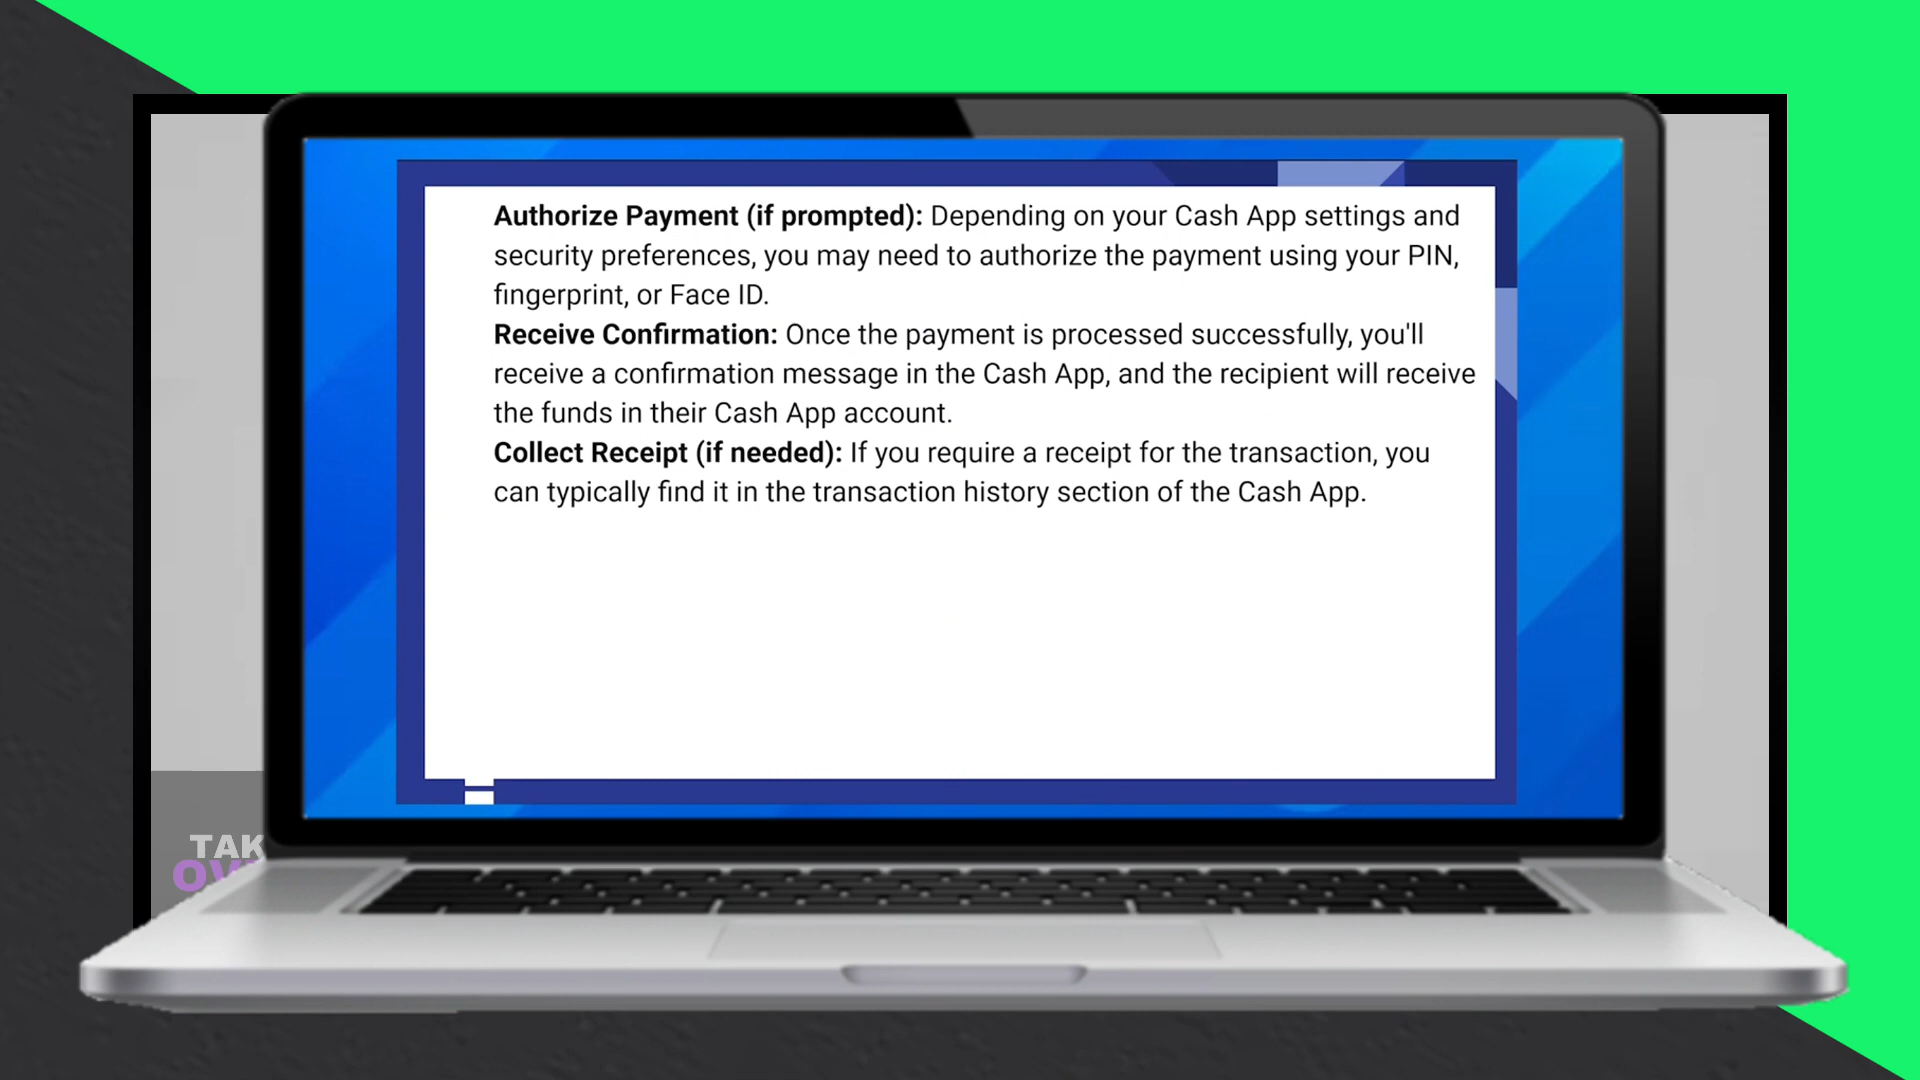 Authorize Payment (if prompted): Depending on your Cash App settings and
security preferences, you may need to authorize the payment using your PIN,
fingerprint, or Face ID.
Receive Confirmation: Once the payment is processed successfully, you'll
receive a confirmation message in the Cash App, and the recipient will receive
the funds in their Cash App account.
Collect Receipt (if needed): If you require a receipt for the transaction, you
can typically find it in the transaction history section of the Cash App.